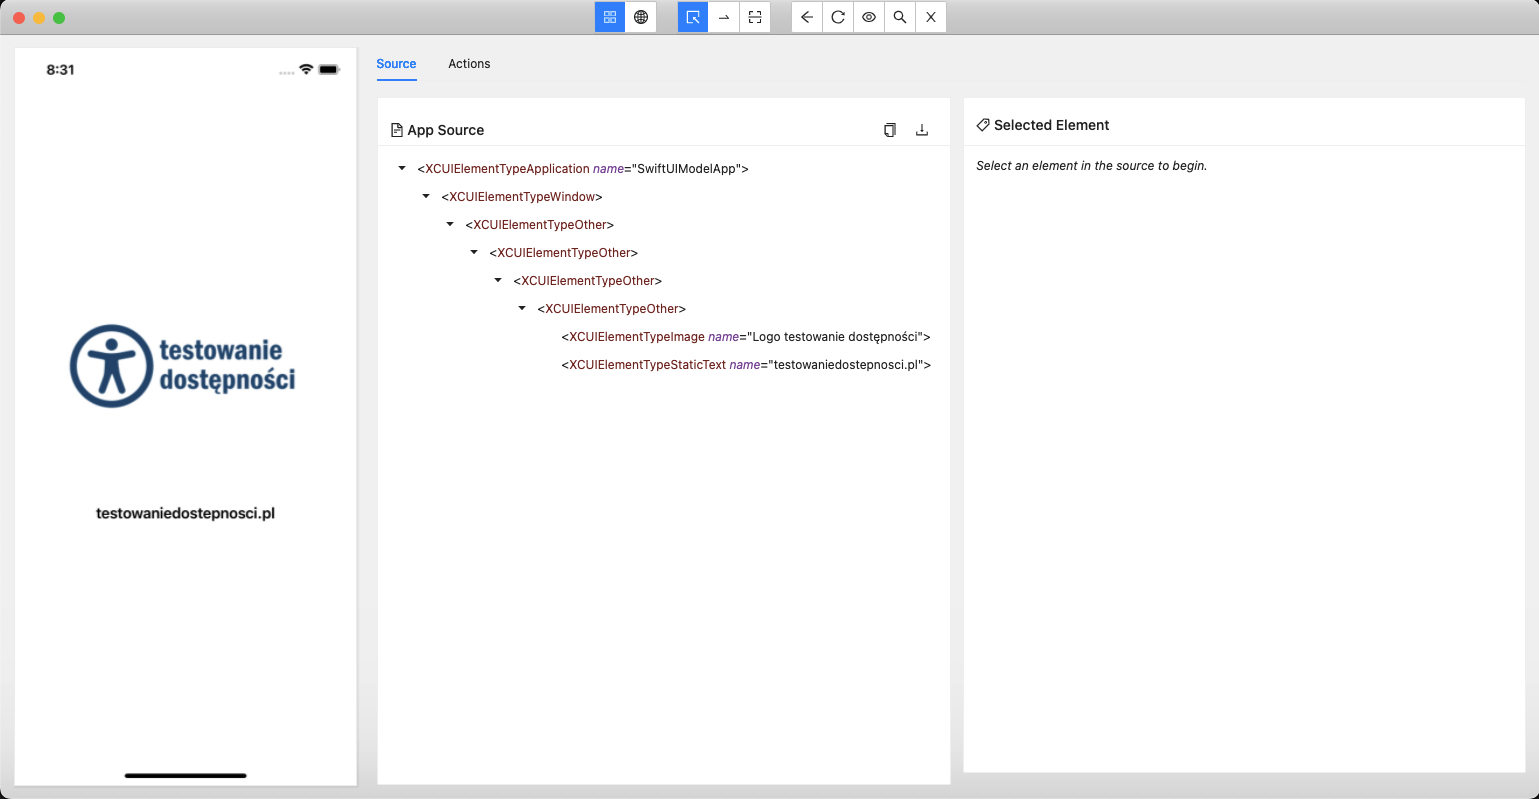 8:31
testowanie
dostępności
testowaniedostepnosci.pl
Source Actions
App Source
<XCUIElementTypeApplication name="SwiftUIModelApp">
<XCUIElementTypeWindow>
<XCUIElementTypeOther>
<XCUIElementTypeOther>
<XCUIElementTypeOther>
<XCUIElementTypeOther>
<XCUIElementTypeImage name="Logo testowanie dostępności">
<XCUIElementTypeStaticText name="testowaniedostepnosci.pl">
Selected Element
Select an element in the source to begin.